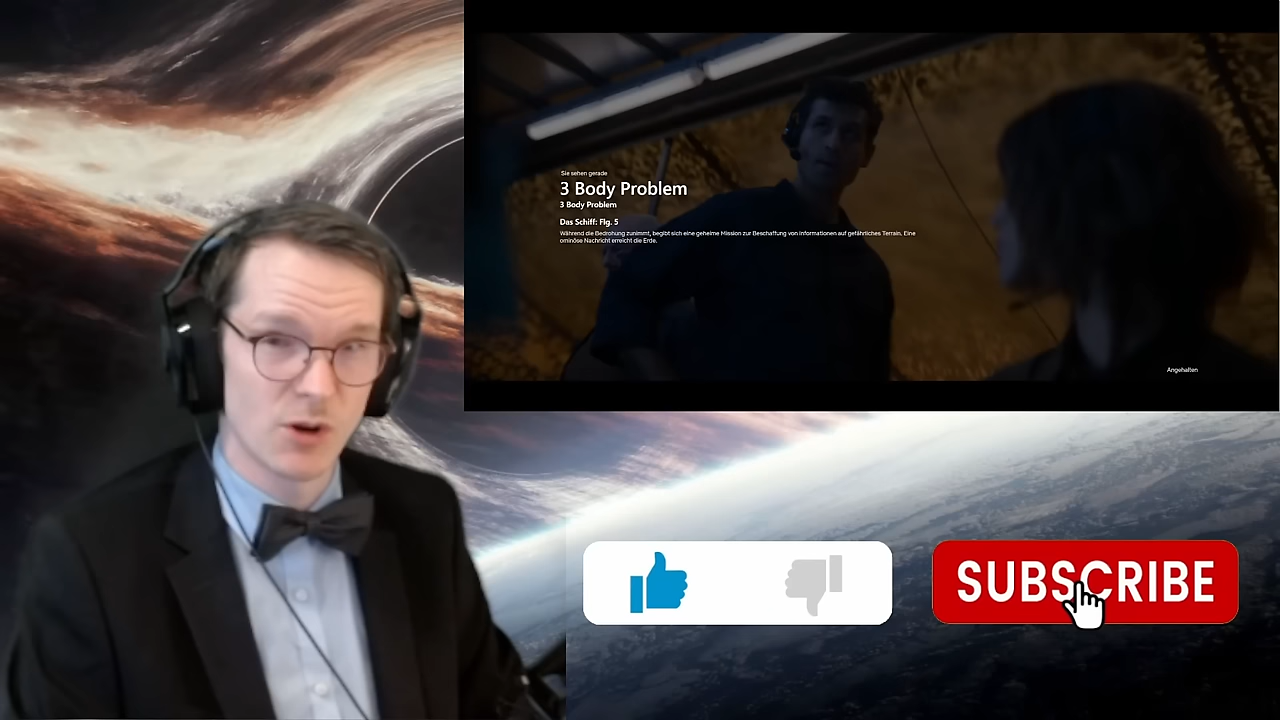 Sie sehen gerade
3 Body Problem
3 Body Problem
Das Schiff: Flg. 5
Während die Bedrohung zunimmt, begibt sich eine geheime Mission zur Beschaffung von Informationen auf gefährliches Terrain. Eine
ominöse Nachricht erreicht die Erde.
Angehalten
SUBSCRIBE